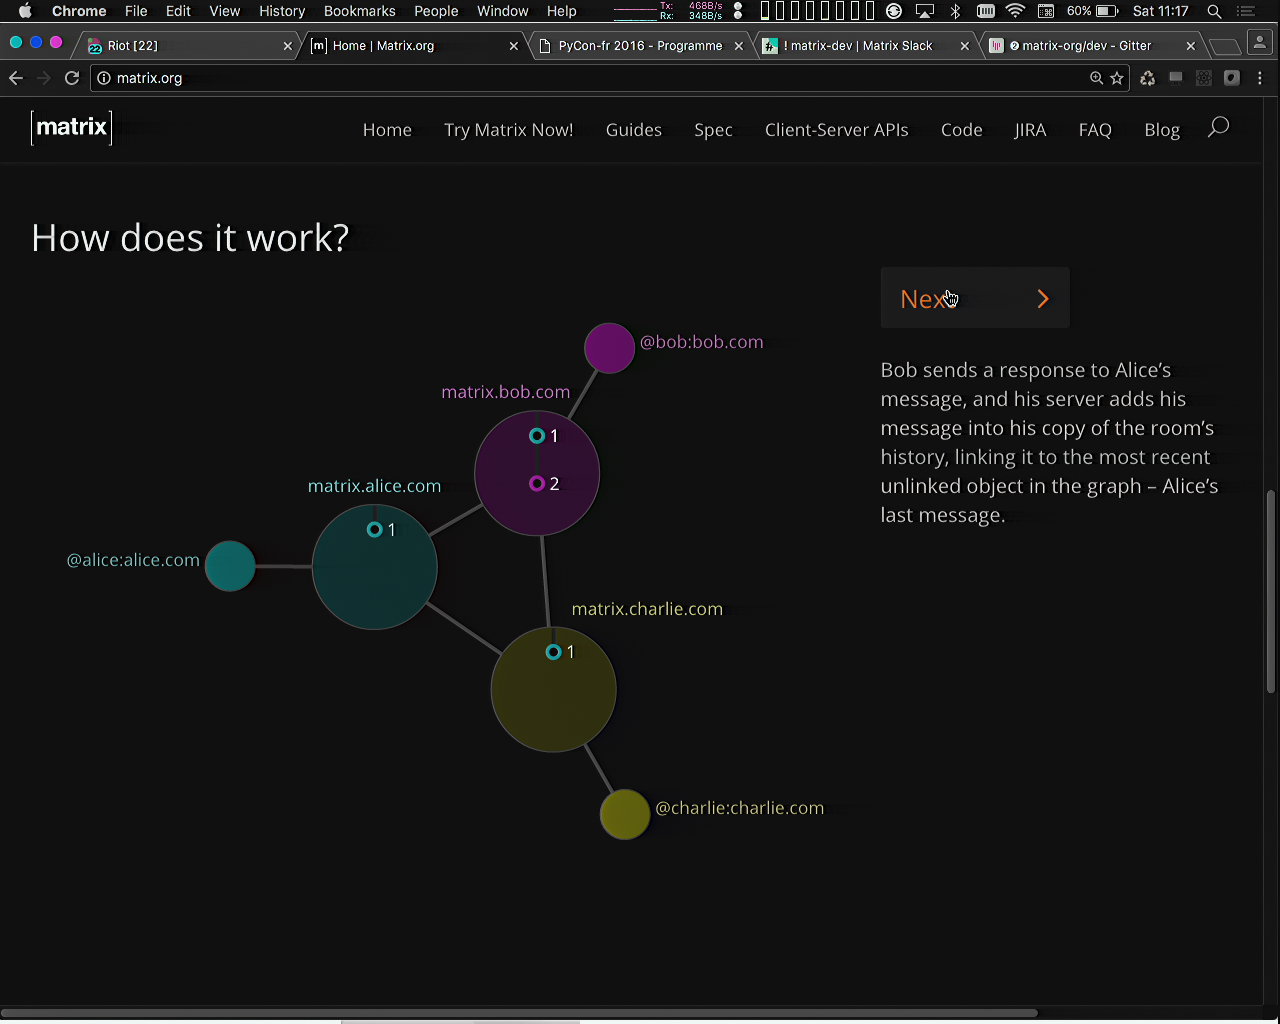 Chrome File Edit View History Bookmarks People Window Help Tx: 468B/s Rx: 348B/s 60% Sat 11:17
Riot [22] Home | Matrix.org PyCon-fr 2016 - Programme ! matrix-dev | Matrix Slack matrix-org/dev - Gitter
matrix.org
[matrix] Home Try Matrix Now! Guides Spec Client-Server APIs Code JIRA FAQ Blog
How does it work?
Next
@bob:bob.com
matrix.bob.com
1
2
matrix.alice.com
1
@alice:alice.com
matrix.charlie.com
1
@charlie:charlie.com
Bob sends a response to Alice’s
message, and his server adds his
message into his copy of the room’s
history, linking it to the most recent
unlinked object in the graph – Alice’s
last message.